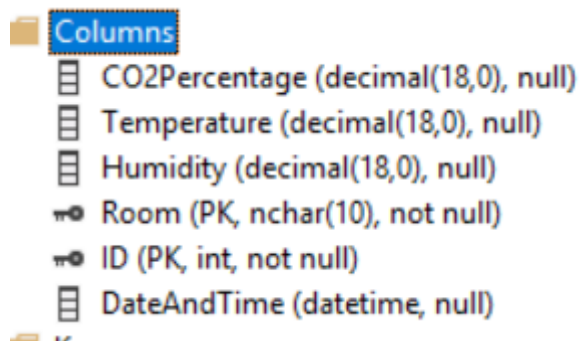 Columns
CO2Percentage (decimal(18,0), null)
Temperature (decimal(18,0), null)
Humidity (decimal(18,0), null)
Room (PK, nchar(10), not null)
ID (PK, int, not null)
DateAndTime (datetime, null)